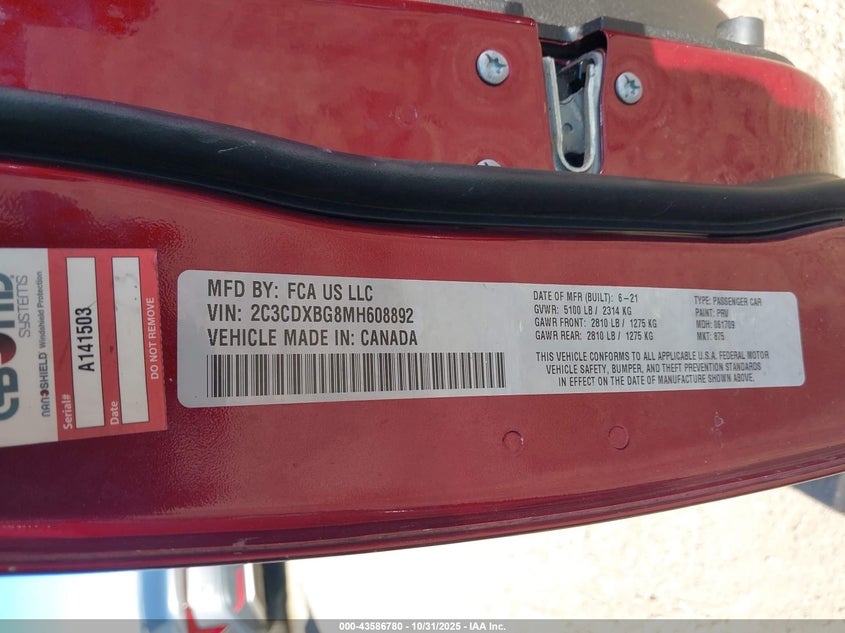 eBOND
SYSTEMS
NANOSHIELD Windshield Protection
Serial# A141503
Date
DO NOT REMOVE
MFD BY: FCA US LLC
VIN: 2C3CDXBG8MH608892
VEHICLE MADE IN: CANADA
DATE OF MFR (BUILT): 6-21
GVWR: 5100 LB / 2314 KG
GAWR FRONT: 2810 LB / 1275 KG
GAWR REAR: 2810 LB / 1275 KG
TYPE: PASSENGER CAR
PAINT: PRV
MDH: 061709
MKT: 875
THIS VEHICLE CONFORMS TO ALL APPLICABLE U.S.A. FEDERAL MOTOR
VEHICLE SAFETY, BUMPER, AND THEFT PREVENTION STANDARDS
IN EFFECT ON THE DATE OF MANUFACTURE SHOWN ABOVE.
000-43586780 - 10/31/2025 - IAA Inc.